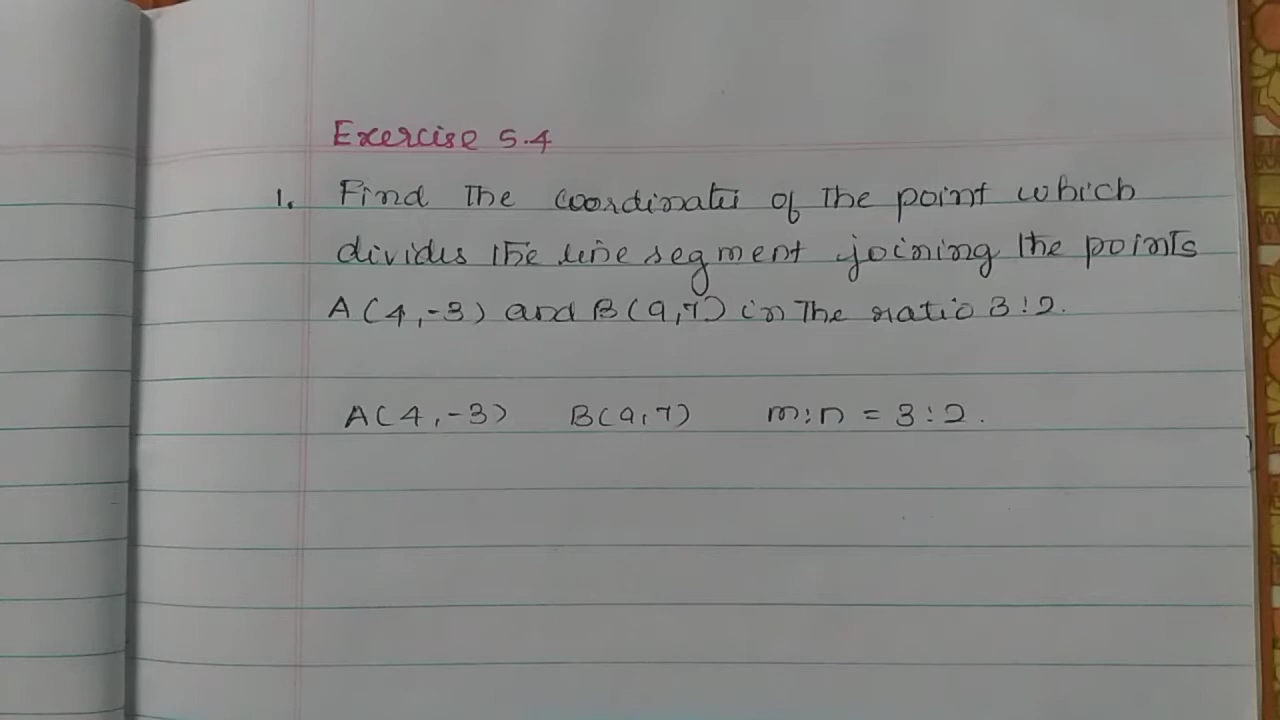 Exercise 5.4
1. Find The coordinates of The point which
divides the line segment joining the points
A(4,-3) and B(9,7) in The ratio 3:2.
A(4,-3) B(9,7) m:n = 3:2.